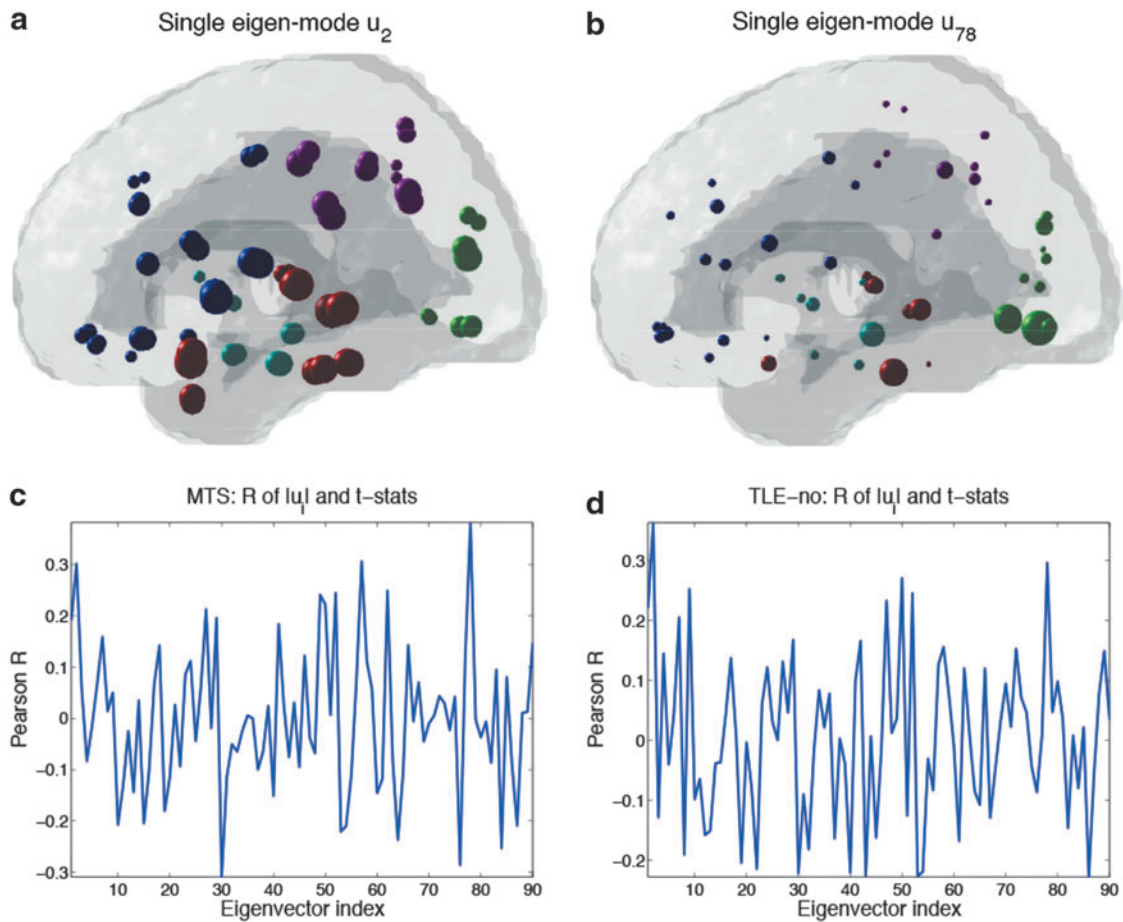 a
Single eigen-mode u2
b
Single eigen-mode u78
c
MTS: R of |ui| and t-stats
Pearson R
0.3
0.2
0.1
0
−0.1
−0.2
−0.3
10 20 30 40 50 60 70 80 90
Eigenvector index
d
TLE-no: R of |ui| and t-stats
Pearson R
0.3
0.2
0.1
0
−0.1
−0.2
10 20 30 40 50 60 70 80 90
Eigenvector index